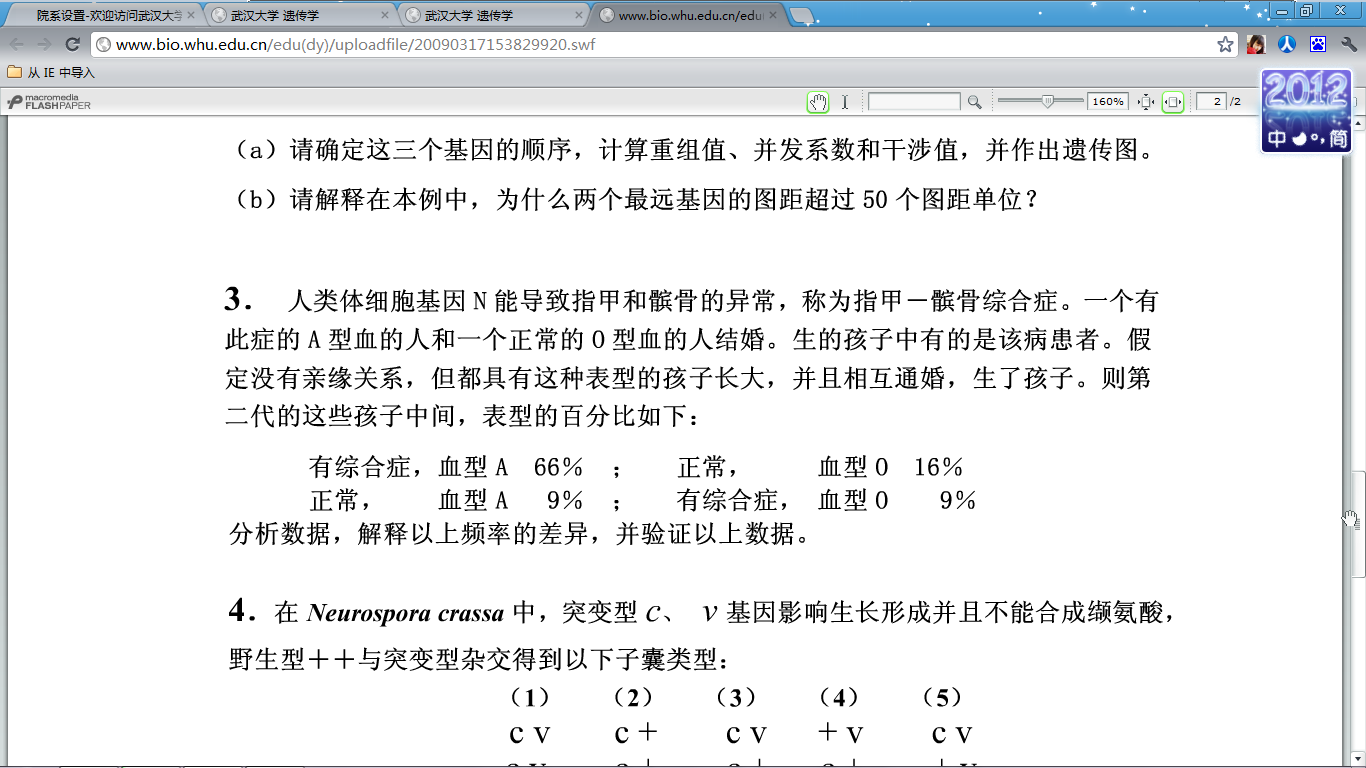 院系设置-欢迎访问武汉大学
武汉大学 遗传学
武汉大学 遗传学
www.bio.whu.edu.cn/edu
www.bio.whu.edu.cn/edu(dy)/uploadfile/20090317153829920.swf
从 IE 中导入
macromedia
FLASHPAPER
160%
2 /2
2012
中 简
（a）请确定这三个基因的顺序，计算重组值、并发系数和干涉值，并作出遗传图。
（b）请解释在本例中，为什么两个最远基因的图距超过 50 个图距单位？
3． 人类体细胞基因 N 能导致指甲和髌骨的异常，称为指甲－髌骨综合症。一个有
此症的 A 型血的人和一个正常的 O 型血的人结婚。生的孩子中有的是该病患者。假
定没有亲缘关系，但都具有这种表型的孩子长大，并且相互通婚，生了孩子。则第
二代的这些孩子中间，表型的百分比如下：
有综合症，血型 A 66％ ； 正常， 血型 O 16％
正常， 血型 A 9％ ； 有综合症， 血型 O 9％
分析数据，解释以上频率的差异，并验证以上数据。
4．在 Neurospora crassa 中，突变型 c、 v 基因影响生长形成并且不能合成缬氨酸，
野生型＋＋与突变型杂交得到以下子囊类型：
（1） （2） （3） （4） （5）
c v c＋ c v ＋v c v